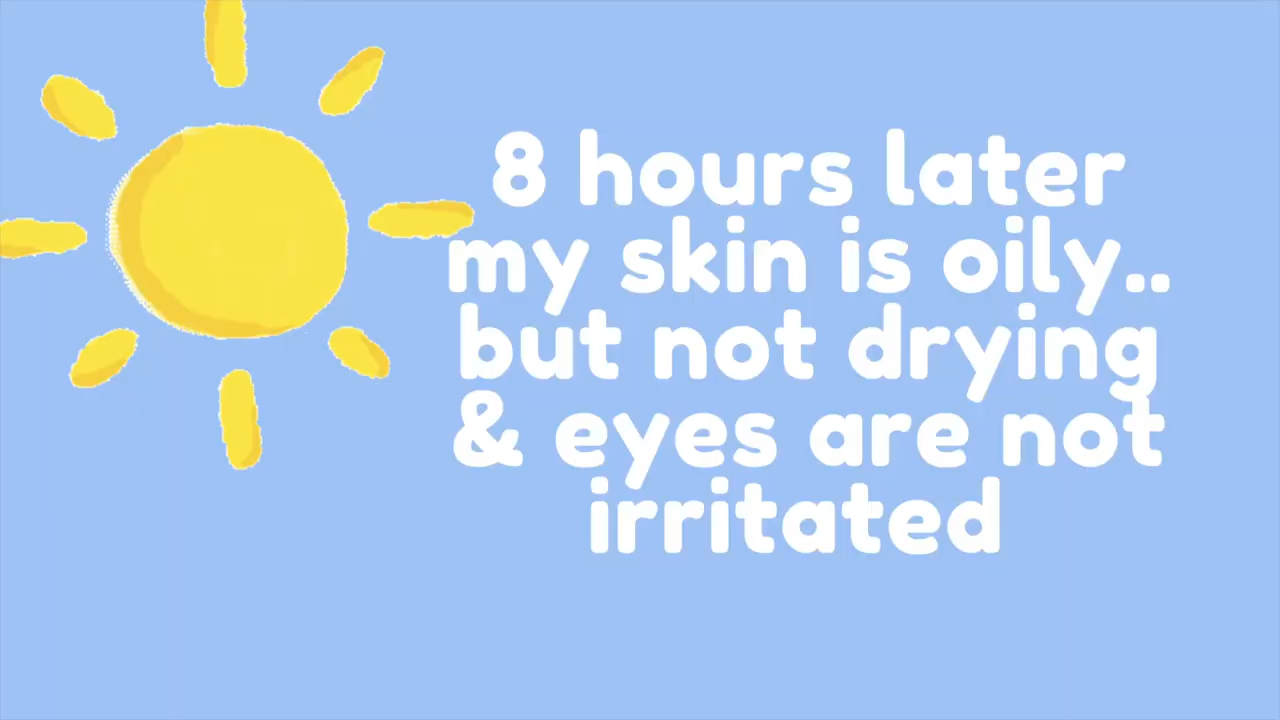 8 hours later
my skin is oily..
but not drying
& eyes are not
irritated